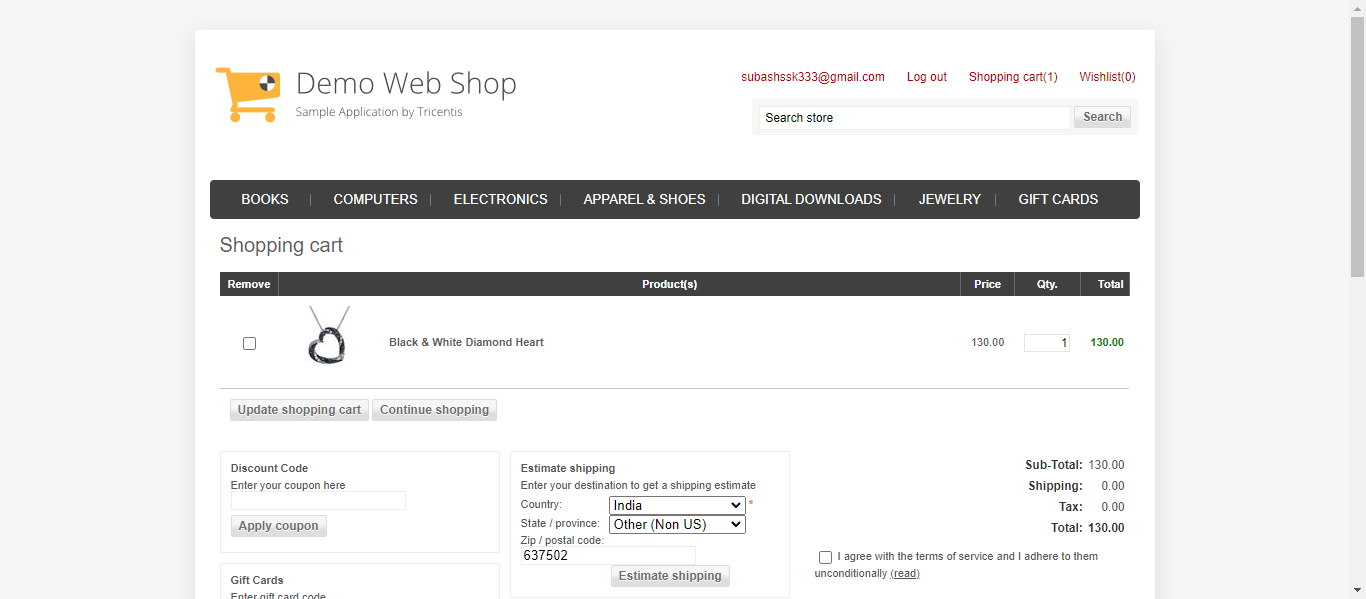 subashssk333@gmail.com Log out Shopping cart(1) Wishlist(0)
Demo Web Shop
Sample Application by Tricentis
Search store Search
BOOKS COMPUTERS ELECTRONICS APPAREL & SHOES DIGITAL DOWNLOADS JEWELRY GIFT CARDS
Shopping cart
Remove Product(s) Price Qty. Total
Black & White Diamond Heart 130.00 1 130.00
Update shopping cart Continue shopping
Discount Code
Enter your coupon here
Apply coupon
Gift Cards
Enter gift card code
Estimate shipping
Enter your destination to get a shipping estimate
Country: India *
State / province: Other (Non US)
Zip / postal code:
637502
Estimate shipping
Sub-Total: 130.00
Shipping: 0.00
Tax: 0.00
Total: 130.00
I agree with the terms of service and I adhere to them
unconditionally (read)